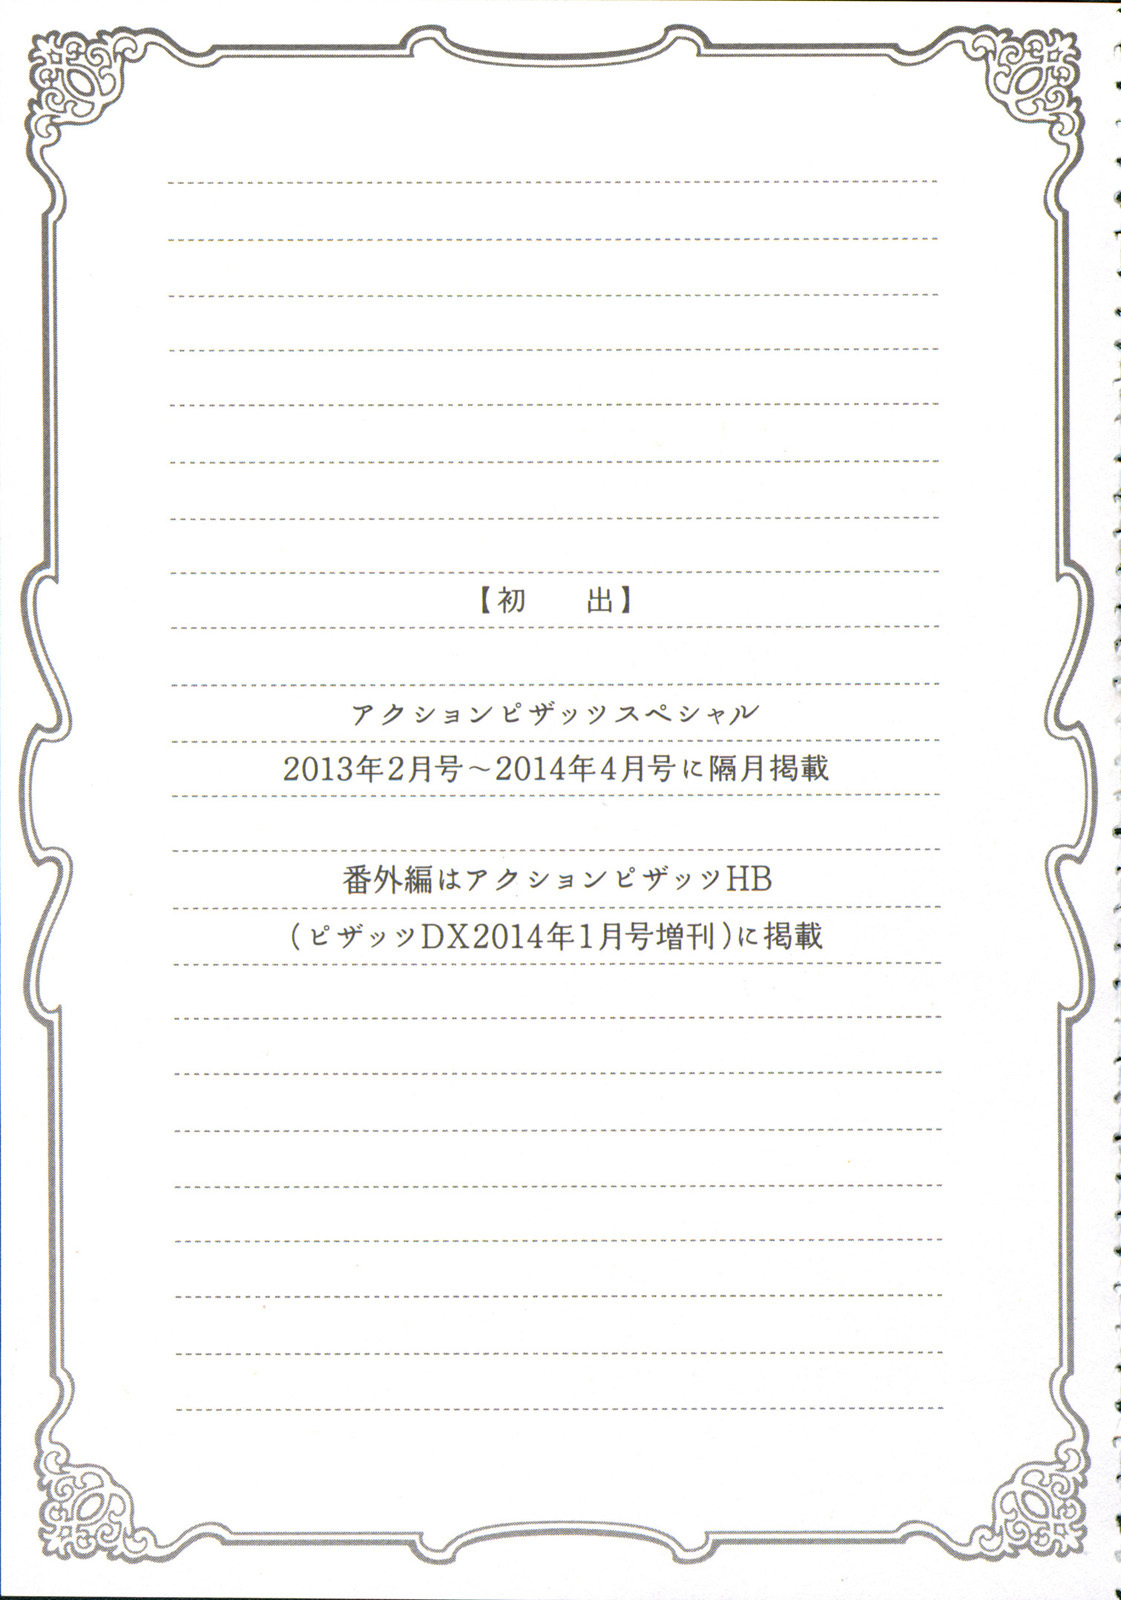 【初　　出】
アクションピザッツスペシャル
2013年2月号～2014年4月号に隔月掲載
番外編はアクションピザッツHB
（ピザッツDX2014年1月号増刊）に掲載